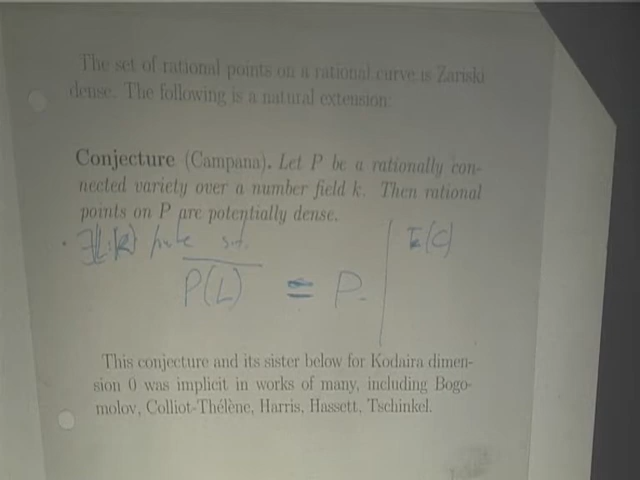 The set of rational points on a rational curve is Zariski
dense. The following is a natural extension:
Conjecture (Campana). Let P be a rationally con-
nected variety over a number field k. Then rational
points on P are potentially dense.
s.t.
P(L) = P.
This conjecture and its sister below for Kodaira dimen-
sion 0 was implicit in works of many, including Bogo-
molov, Colliot-Thélène, Harris, Hassett, Tschinkel.